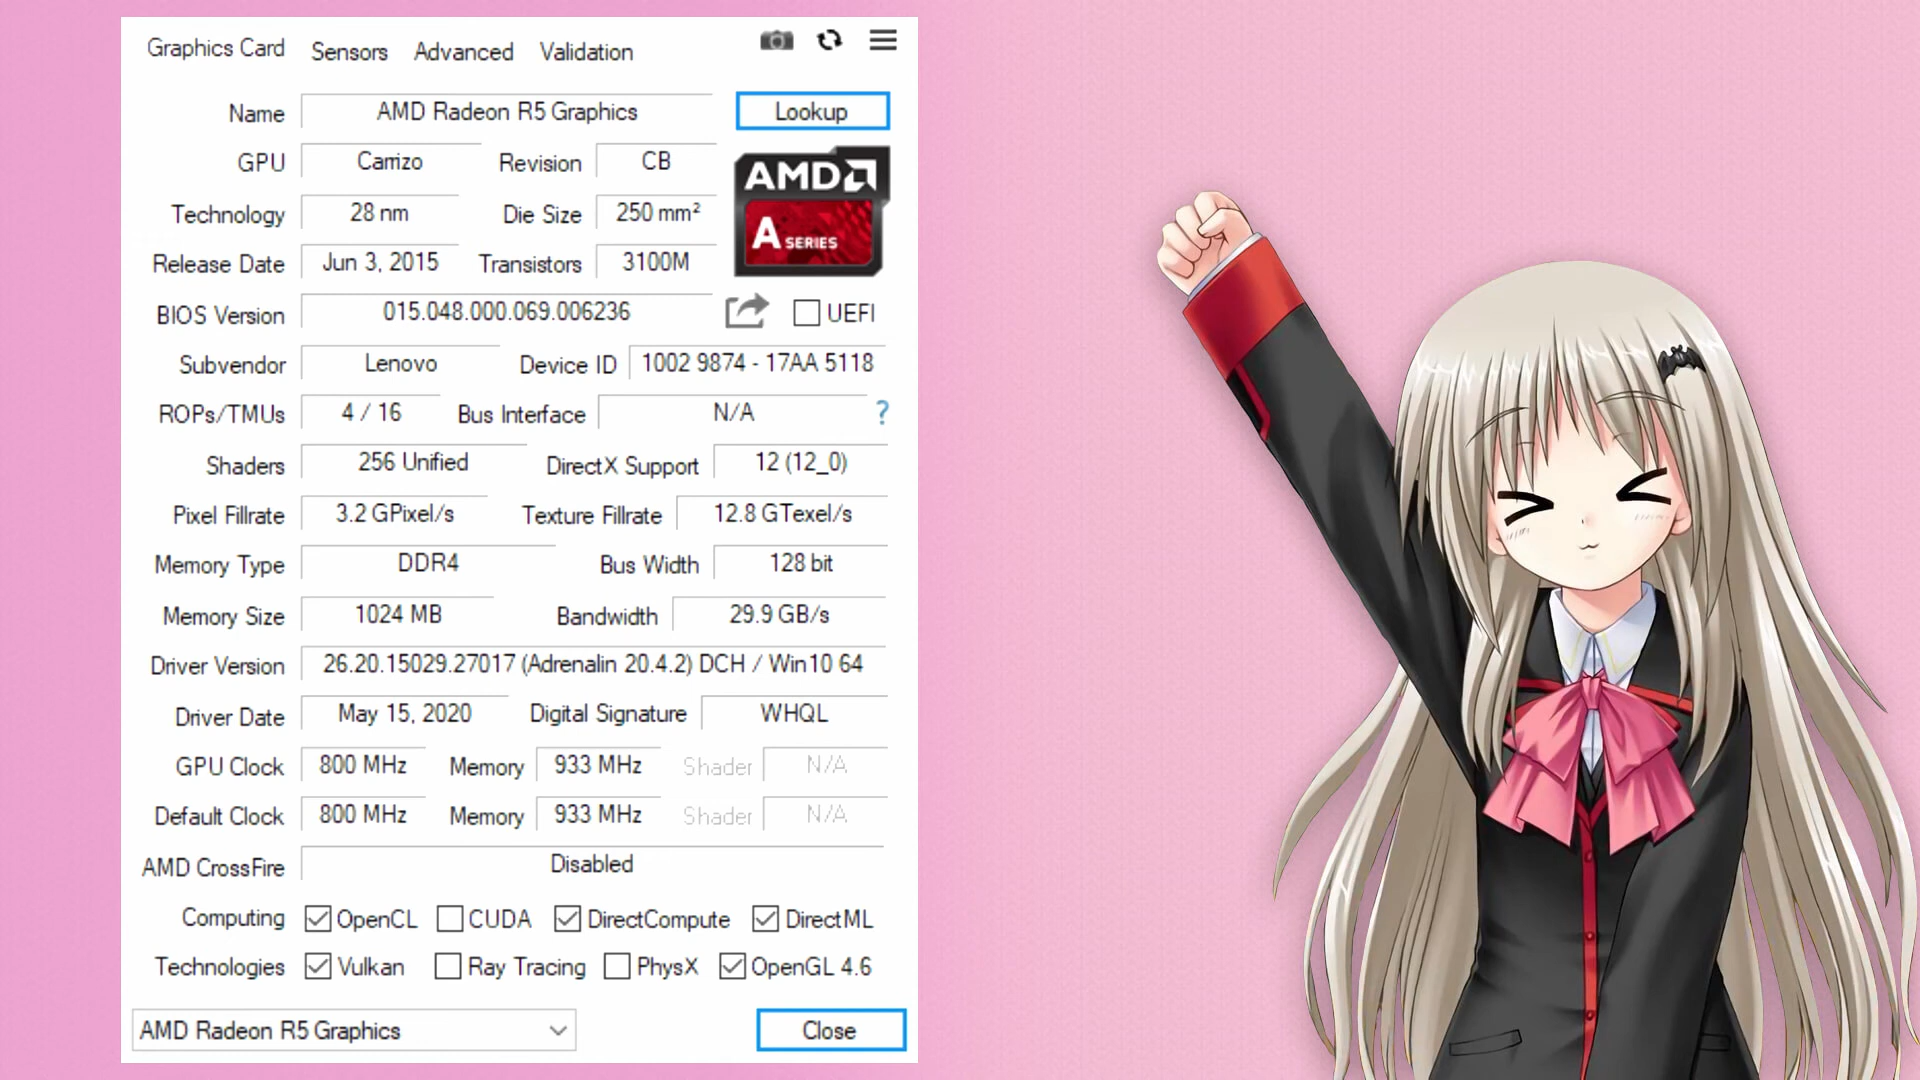 Graphics Card Sensors Advanced Validation
Name AMD Radeon R5 Graphics Lookup
GPU Carrizo Revision CB
AMD
A SERIES
Technology 28 nm Die Size 250 mm²
Release Date Jun 3, 2015 Transistors 3100M
BIOS Version 015.048.000.069.006236 UEFI
Subvendor Lenovo Device ID 1002 9874 - 17AA 5118
ROPs/TMUs 4 / 16 Bus Interface N/A ?
Shaders 256 Unified DirectX Support 12 (12_0)
Pixel Fillrate 3.2 GPixel/s Texture Fillrate 12.8 GTexel/s
Memory Type DDR4 Bus Width 128 bit
Memory Size 1024 MB Bandwidth 29.9 GB/s
Driver Version 26.20.15029.27017 (Adrenalin 20.4.2) DCH / Win10 64
Driver Date May 15, 2020 Digital Signature WHQL
GPU Clock 800 MHz Memory 933 MHz Shader N/A
Default Clock 800 MHz Memory 933 MHz Shader N/A
AMD CrossFire Disabled
Computing OpenCL CUDA DirectCompute DirectML
Technologies Vulkan Ray Tracing PhysX OpenGL 4.6
AMD Radeon R5 Graphics Close